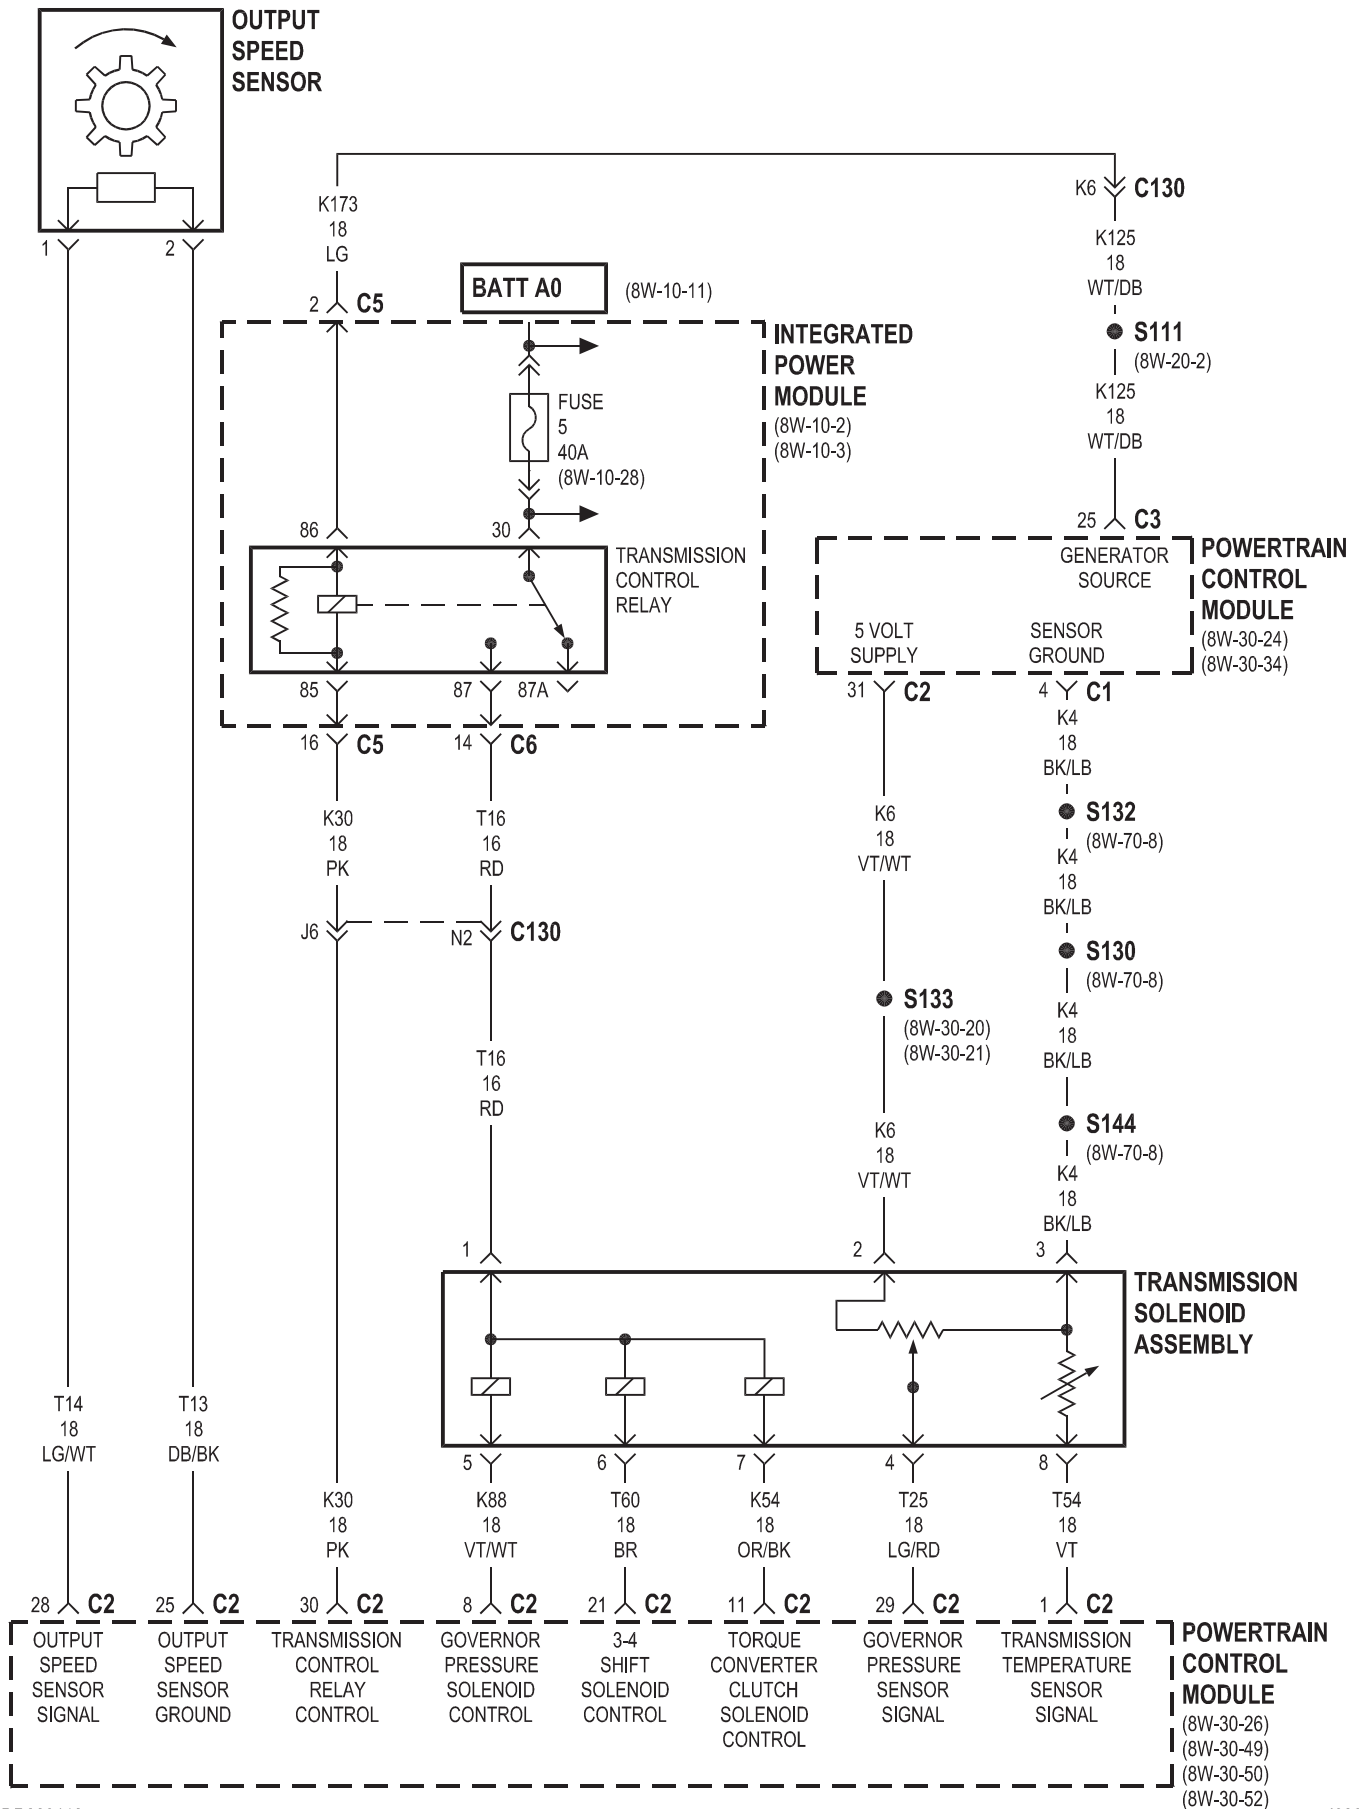 OUTPUT
SPEED
SENSOR
1
2
K173
18
LG
2
C5
BATT A0
(8W-10-11)
K6
C130
K125
18
WT/DB
S111
(8W-20-2)
K125
18
WT/DB
25
C3
INTEGRATED
POWER
MODULE
(8W-10-2)
(8W-10-3)
FUSE
5
40A
(8W-10-28)
86
30
TRANSMISSION
CONTROL
RELAY
85
87
87A
16
C5
14
C6
GENERATOR
SOURCE
5 VOLT
SUPPLY
SENSOR
GROUND
POWERTRAIN
CONTROL
MODULE
(8W-30-24)
(8W-30-34)
31
C2
4
C1
K4
18
BK/LB
S132
(8W-70-8)
K4
18
BK/LB
S130
(8W-70-8)
K4
18
BK/LB
S144
(8W-70-8)
K4
18
BK/LB
K6
18
VT/WT
S133
(8W-30-20)
(8W-30-21)
K6
18
VT/WT
K30
18
PK
T16
16
RD
J6
N2
C130
T16
16
RD
1
2
3
TRANSMISSION
SOLENOID
ASSEMBLY
5
6
7
4
8
T14
18
LG/WT
T13
18
DB/BK
K30
18
PK
K88
18
VT/WT
T60
18
BR
K54
18
OR/BK
T25
18
LG/RD
T54
18
VT
28
C2
25
C2
30
C2
8
C2
21
C2
11
C2
29
C2
1
C2
OUTPUT
SPEED
SENSOR
SIGNAL
OUTPUT
SPEED
SENSOR
GROUND
TRANSMISSION
CONTROL
RELAY
CONTROL
GOVERNOR
PRESSURE
SOLENOID
CONTROL
3-4
SHIFT
SOLENOID
CONTROL
TORQUE
CONVERTER
CLUTCH
SOLENOID
CONTROL
GOVERNOR
PRESSURE
SENSOR
SIGNAL
TRANSMISSION
TEMPERATURE
SENSOR
SIGNAL
POWERTRAIN
CONTROL
MODULE
(8W-30-26)
(8W-30-49)
(8W-30-50)
(8W-30-52)